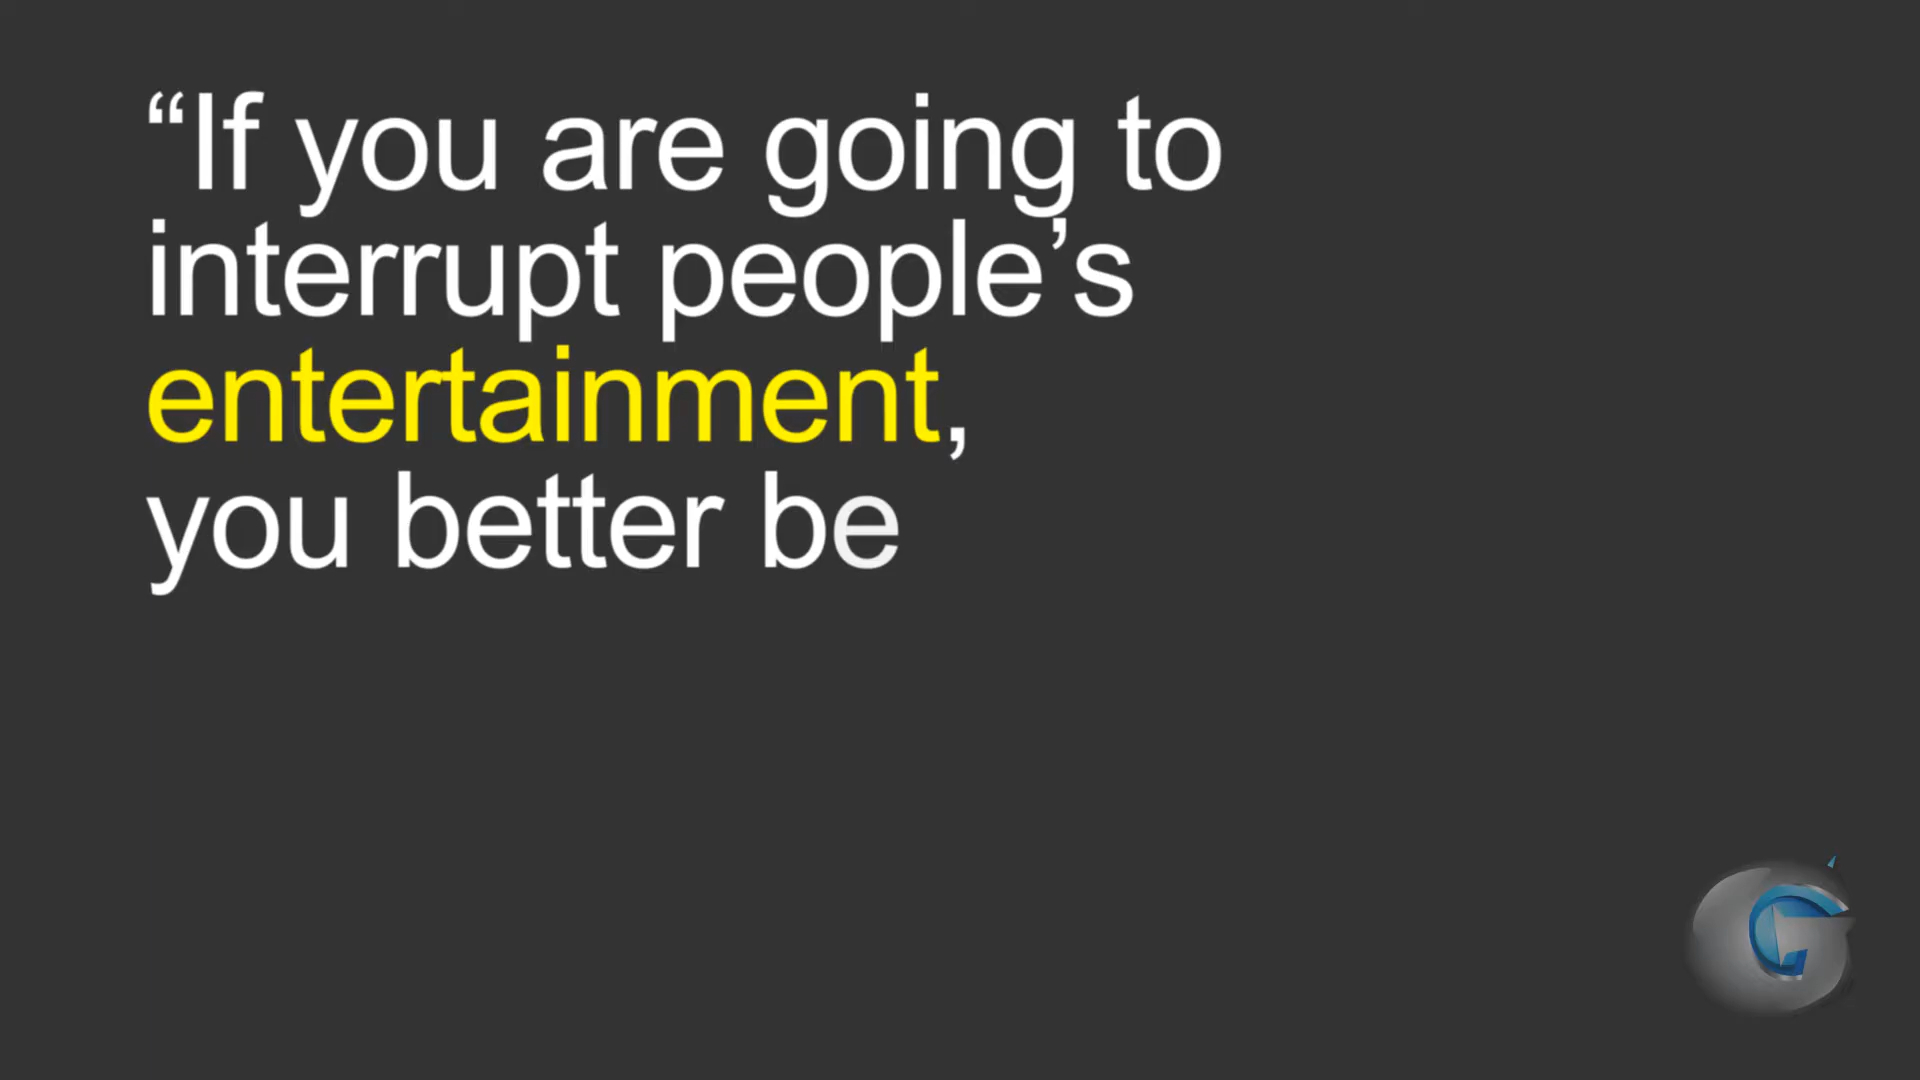 “If you are going to
interrupt people’s
entertainment,
you better be